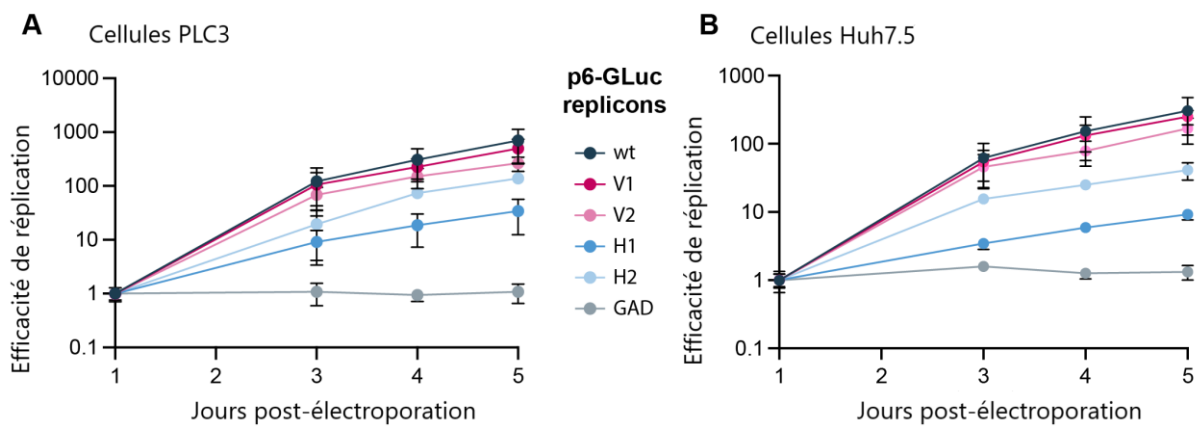 A
Cellules PLC3
Efficacité de réplication
10000
1000
100
10
1
0.1
1
2
3
4
5
Jours post-électroporation
p6-GLuc
replicons
wt
V1
V2
H1
H2
GAD
B
Cellules Huh7.5
Efficacité de réplication
1000
100
10
1
0.1
1
2
3
4
5
Jours post-électroporation